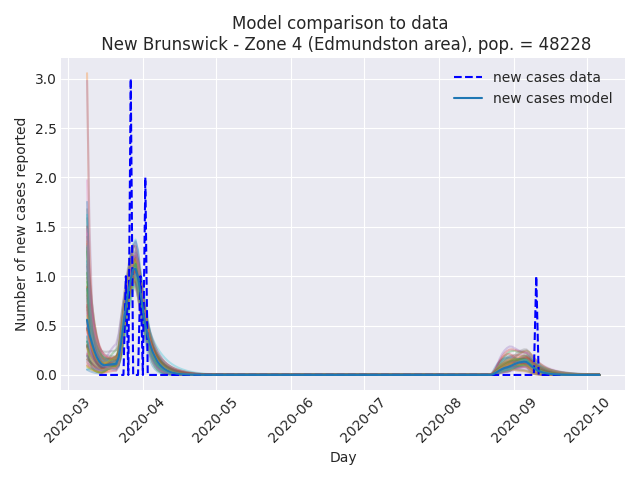 Model comparison to data
New Brunswick - Zone 4 (Edmundston area), pop. = 48228
new cases data
new cases model
Number of new cases reported
3.0
2.5
2.0
1.5
1.0
0.5
0.0
2020-03
2020-04
2020-05
2020-06
2020-07
2020-08
2020-09
2020-10
Day